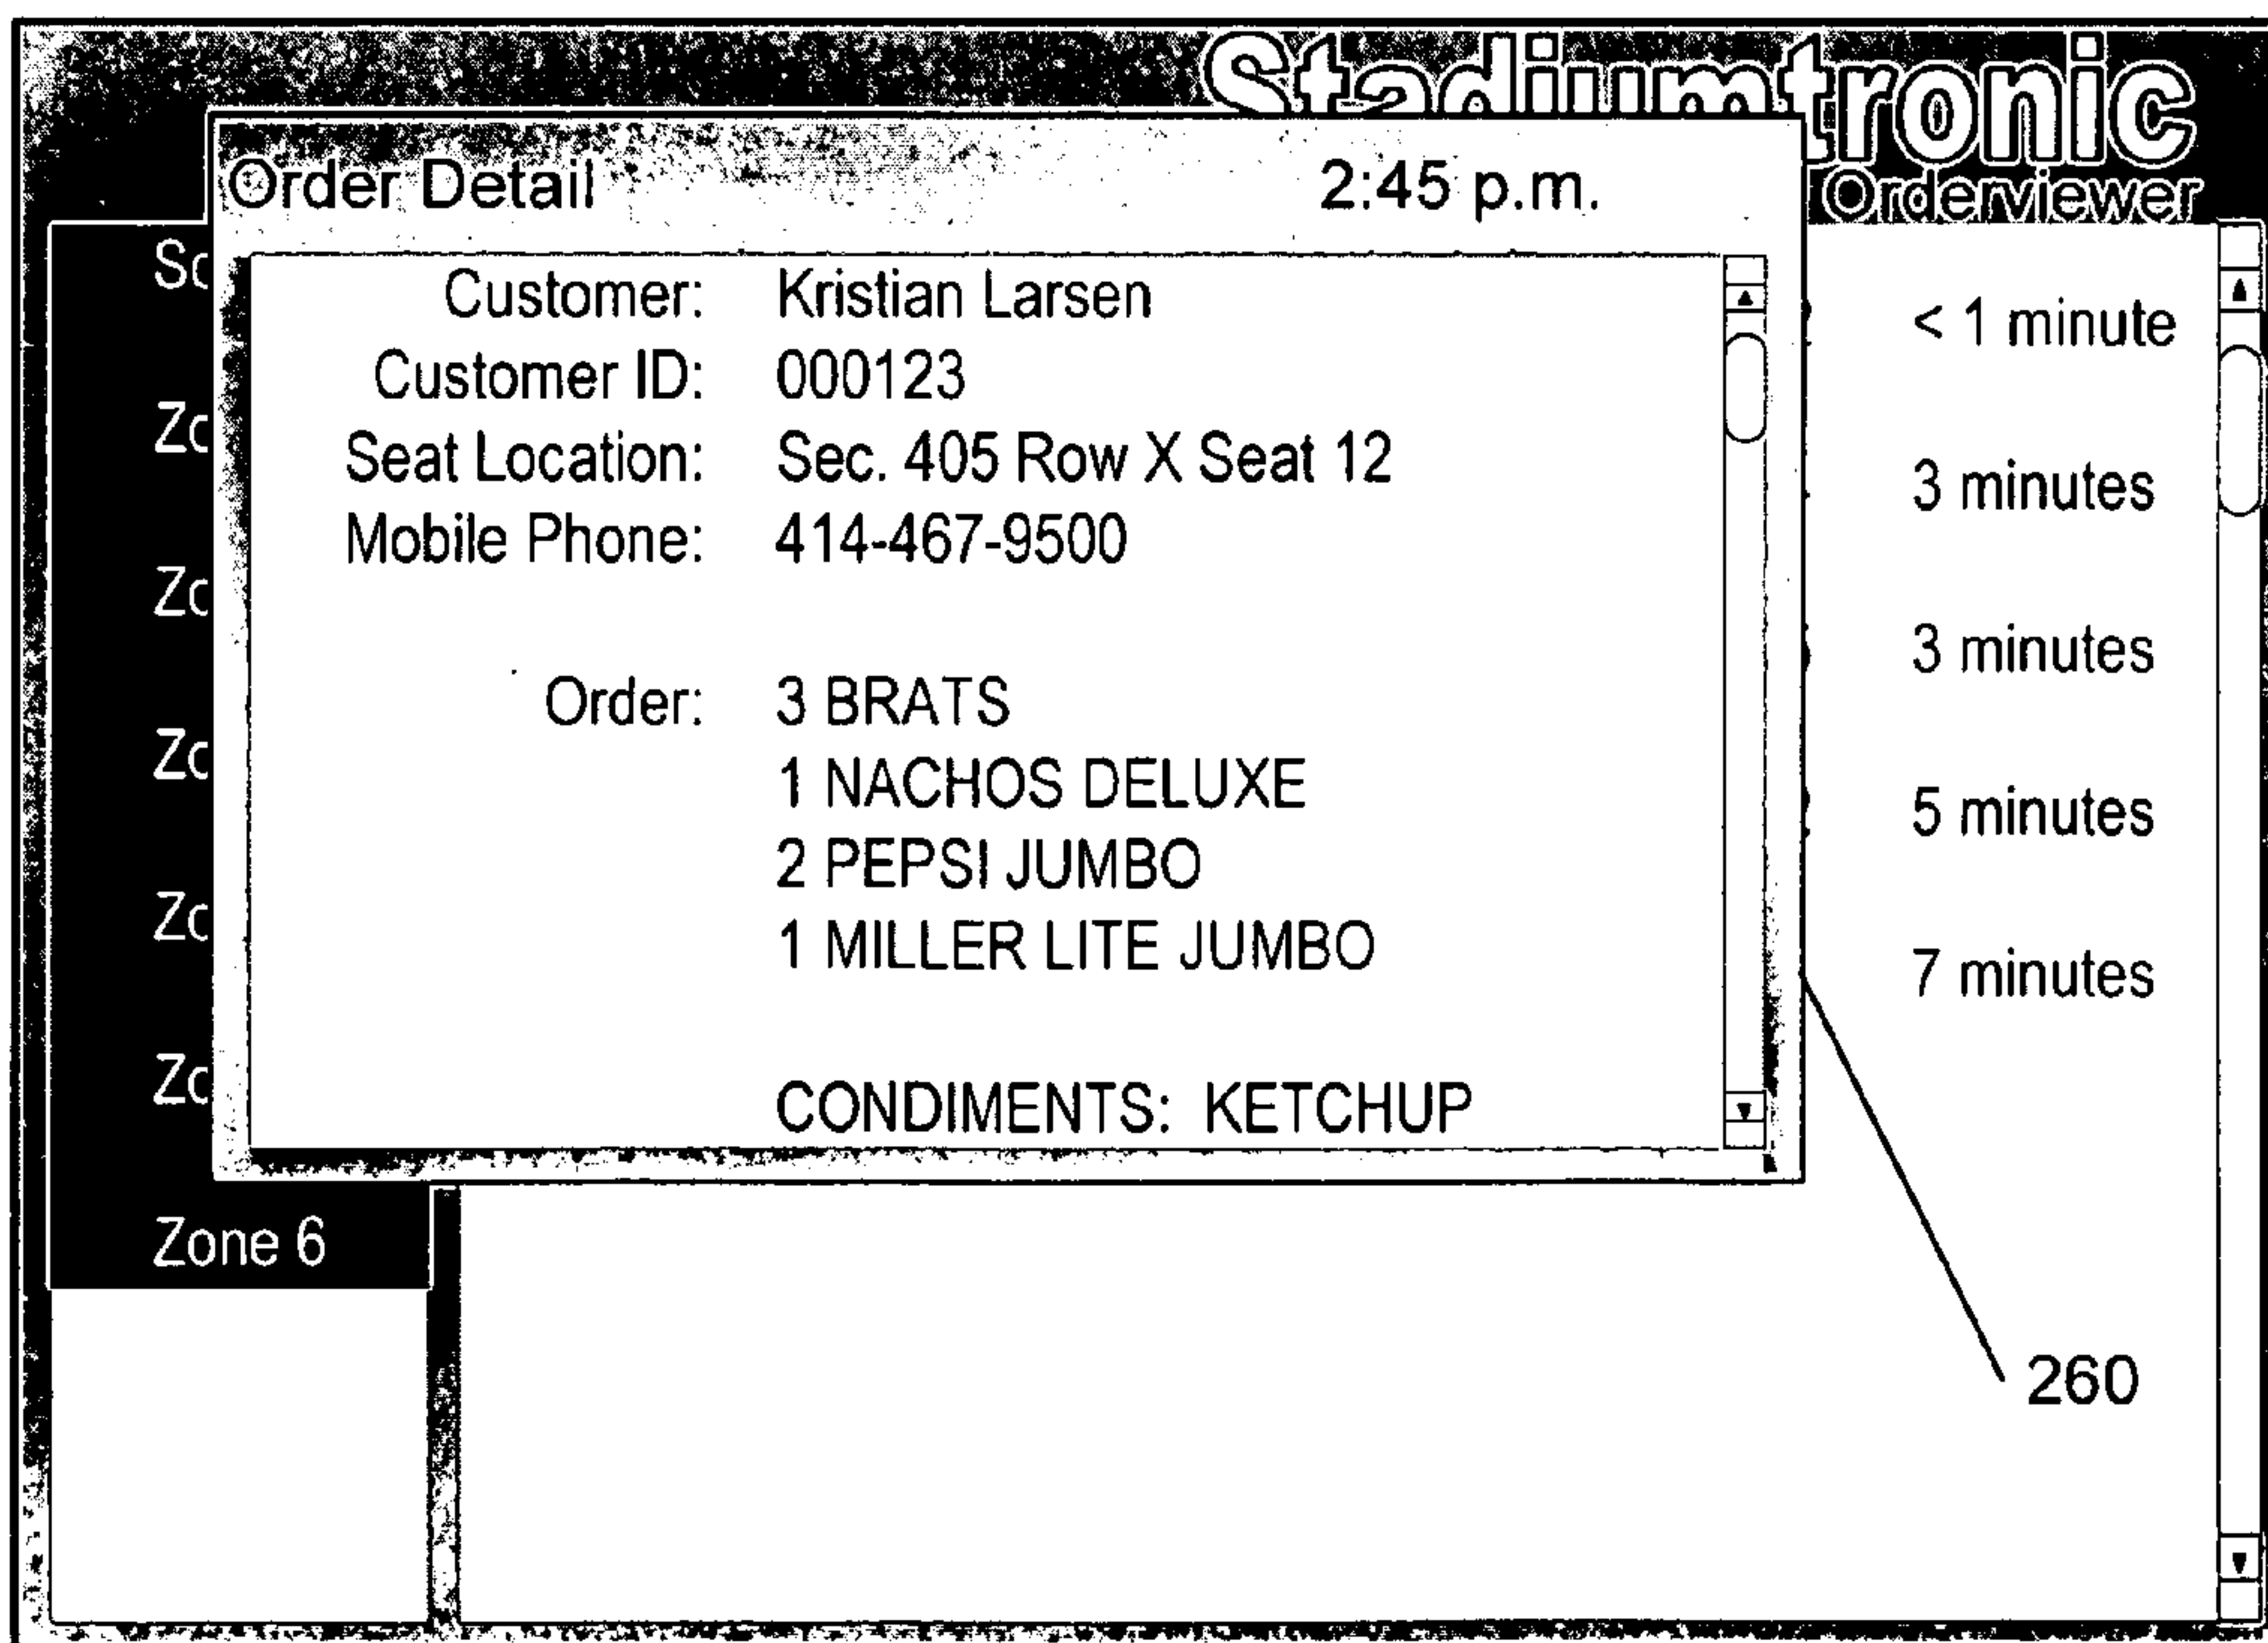 Stadiumtronic
Orderviewer
Order Detail 2:45 p.m.
Customer: Kristian Larsen
Customer ID: 000123
Seat Location: Sec. 405 Row X Seat 12
Mobile Phone: 414-467-9500
Order: 3 BRATS
1 NACHOS DELUXE
2 PEPSI JUMBO
1 MILLER LITE JUMBO
CONDIMENTS: KETCHUP
< 1 minute
3 minutes
3 minutes
5 minutes
7 minutes
Zone 6
260